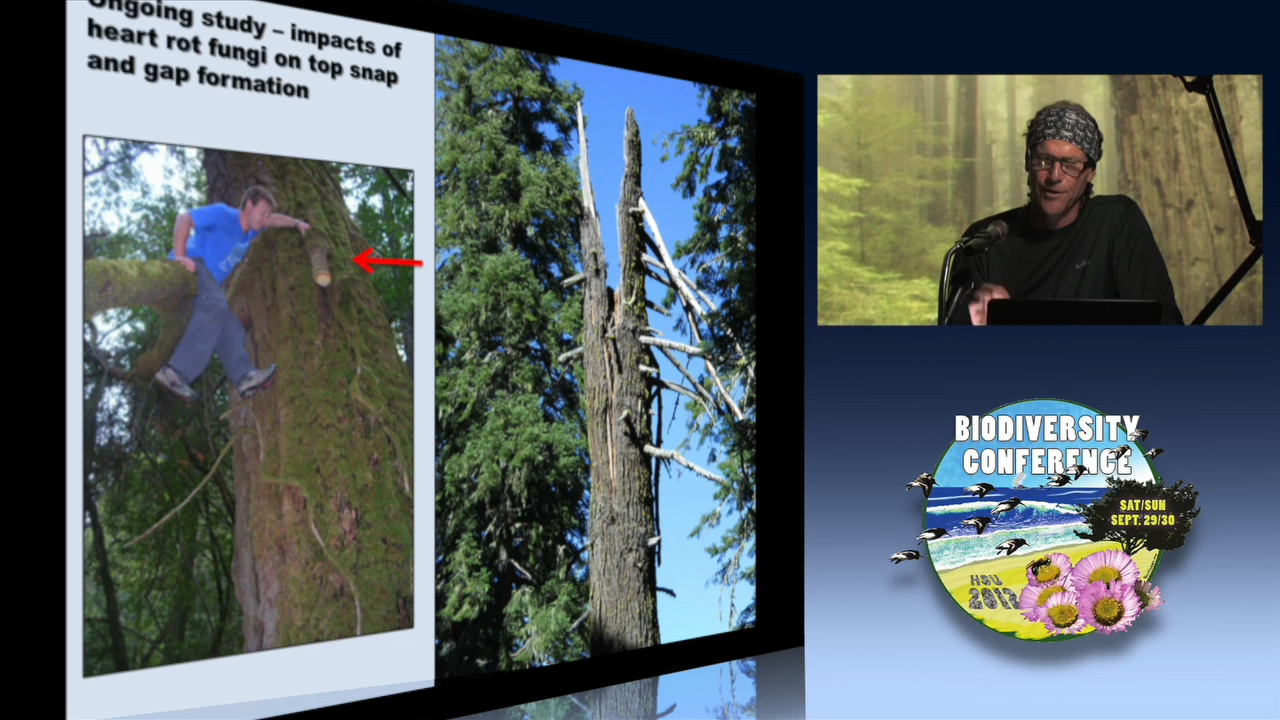 Ongoing study – impacts of
heart rot fungi on top snap
and gap formation
BIODIVERSITY
CONFERENCE
SAT/SUN
SEPT. 29/30
HSU
2012